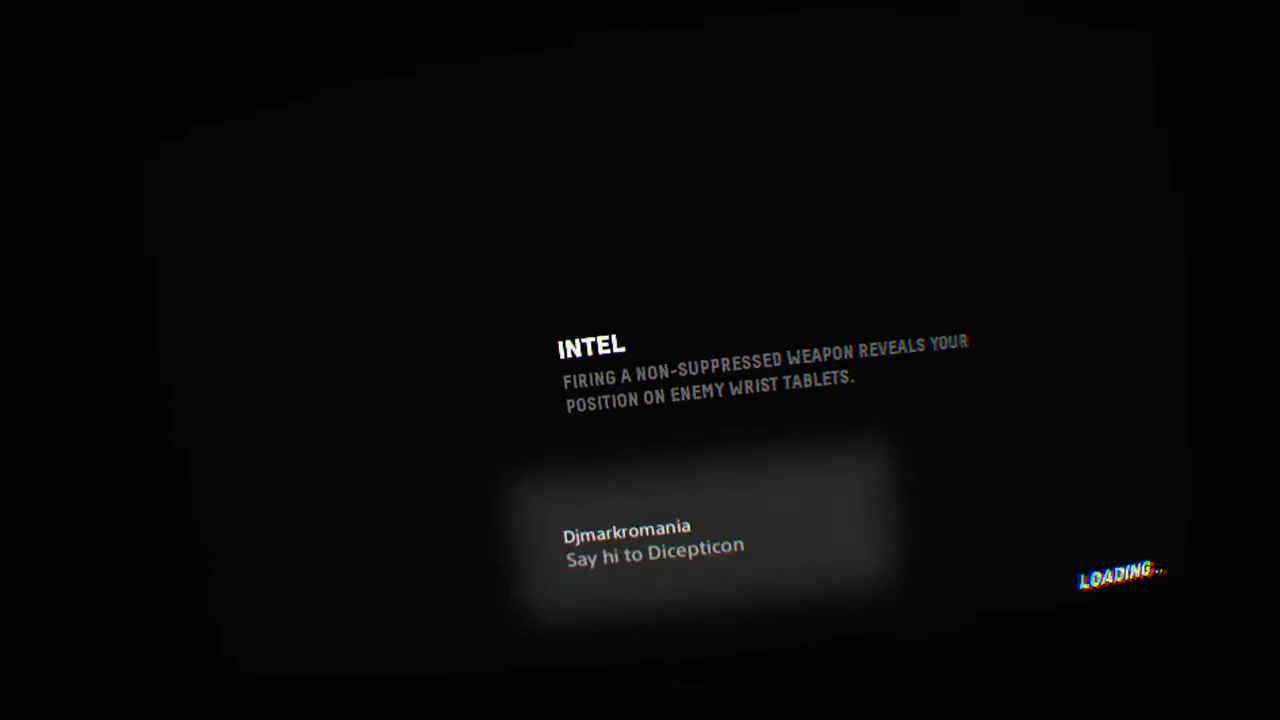 INTEL
FIRING A NON-SUPPRESSED WEAPON REVEALS YOUR
POSITION ON ENEMY WRIST TABLETS.
Djmarkromania
Say hi to Dicepticon
LOADING...